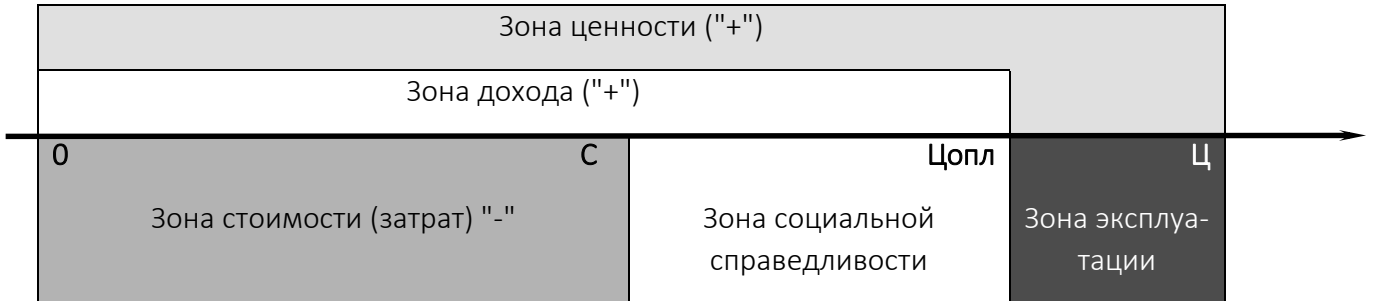 Зона ценности ("+")
Зона дохода ("+")
0 С Цопл Ц
Зона стоимости (затрат) "-"
Зона социальной
справедливости
Зона эксплуа-
тации